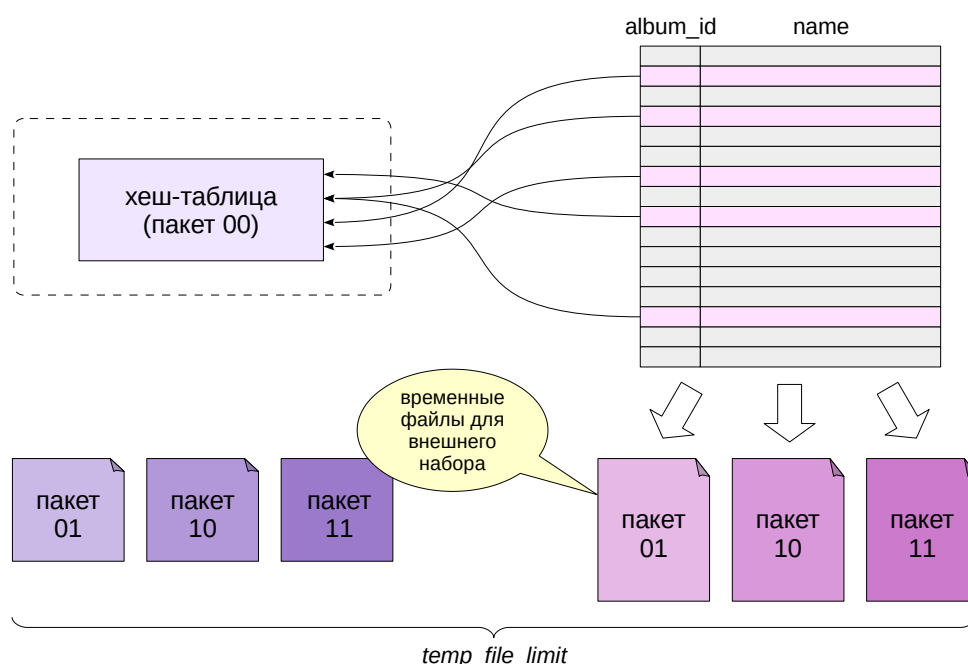 album_id name
хеш-таблица
(пакет 00)
временные
файлы для
внешнего
набора
пакет
01
пакет
10
пакет
11
пакет
01
пакет
10
пакет
11
temp_file_limit